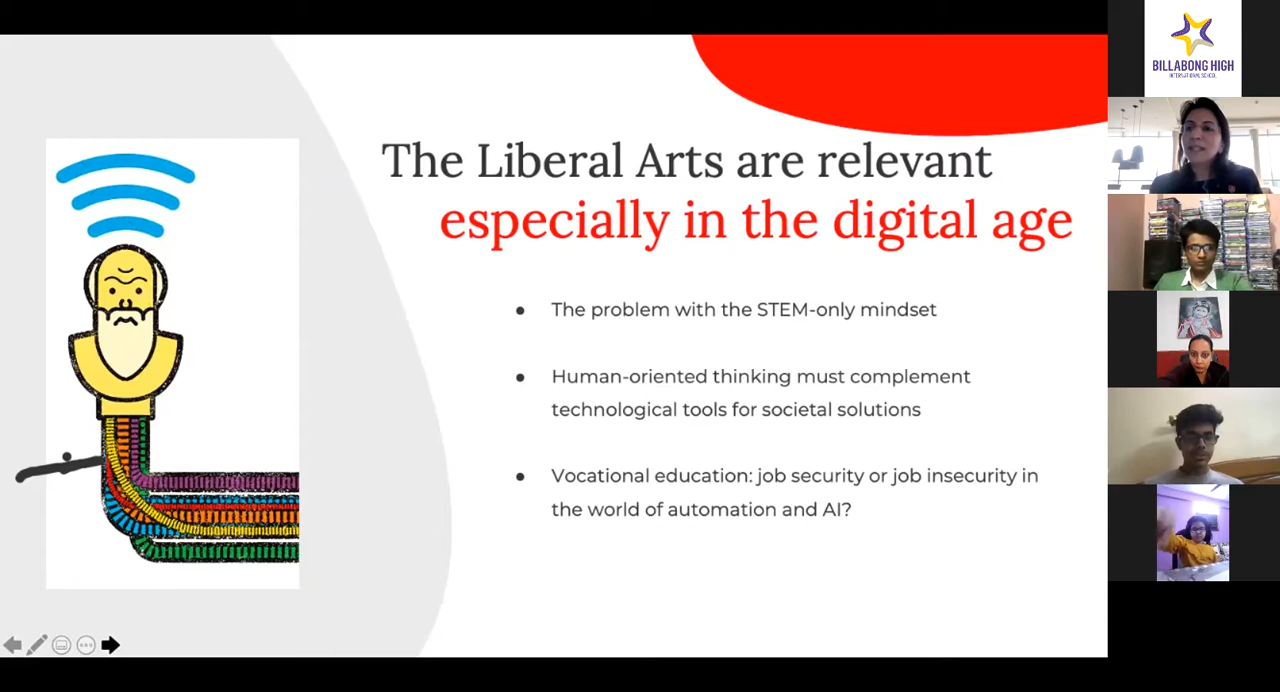 The Liberal Arts are relevant
especially in the digital age
● The problem with the STEM-only mindset
● Human-oriented thinking must complement
technological tools for societal solutions
● Vocational education: job security or job insecurity in
the world of automation and AI?
BILLABONG HIGH
INTERNATIONAL SCHOOL